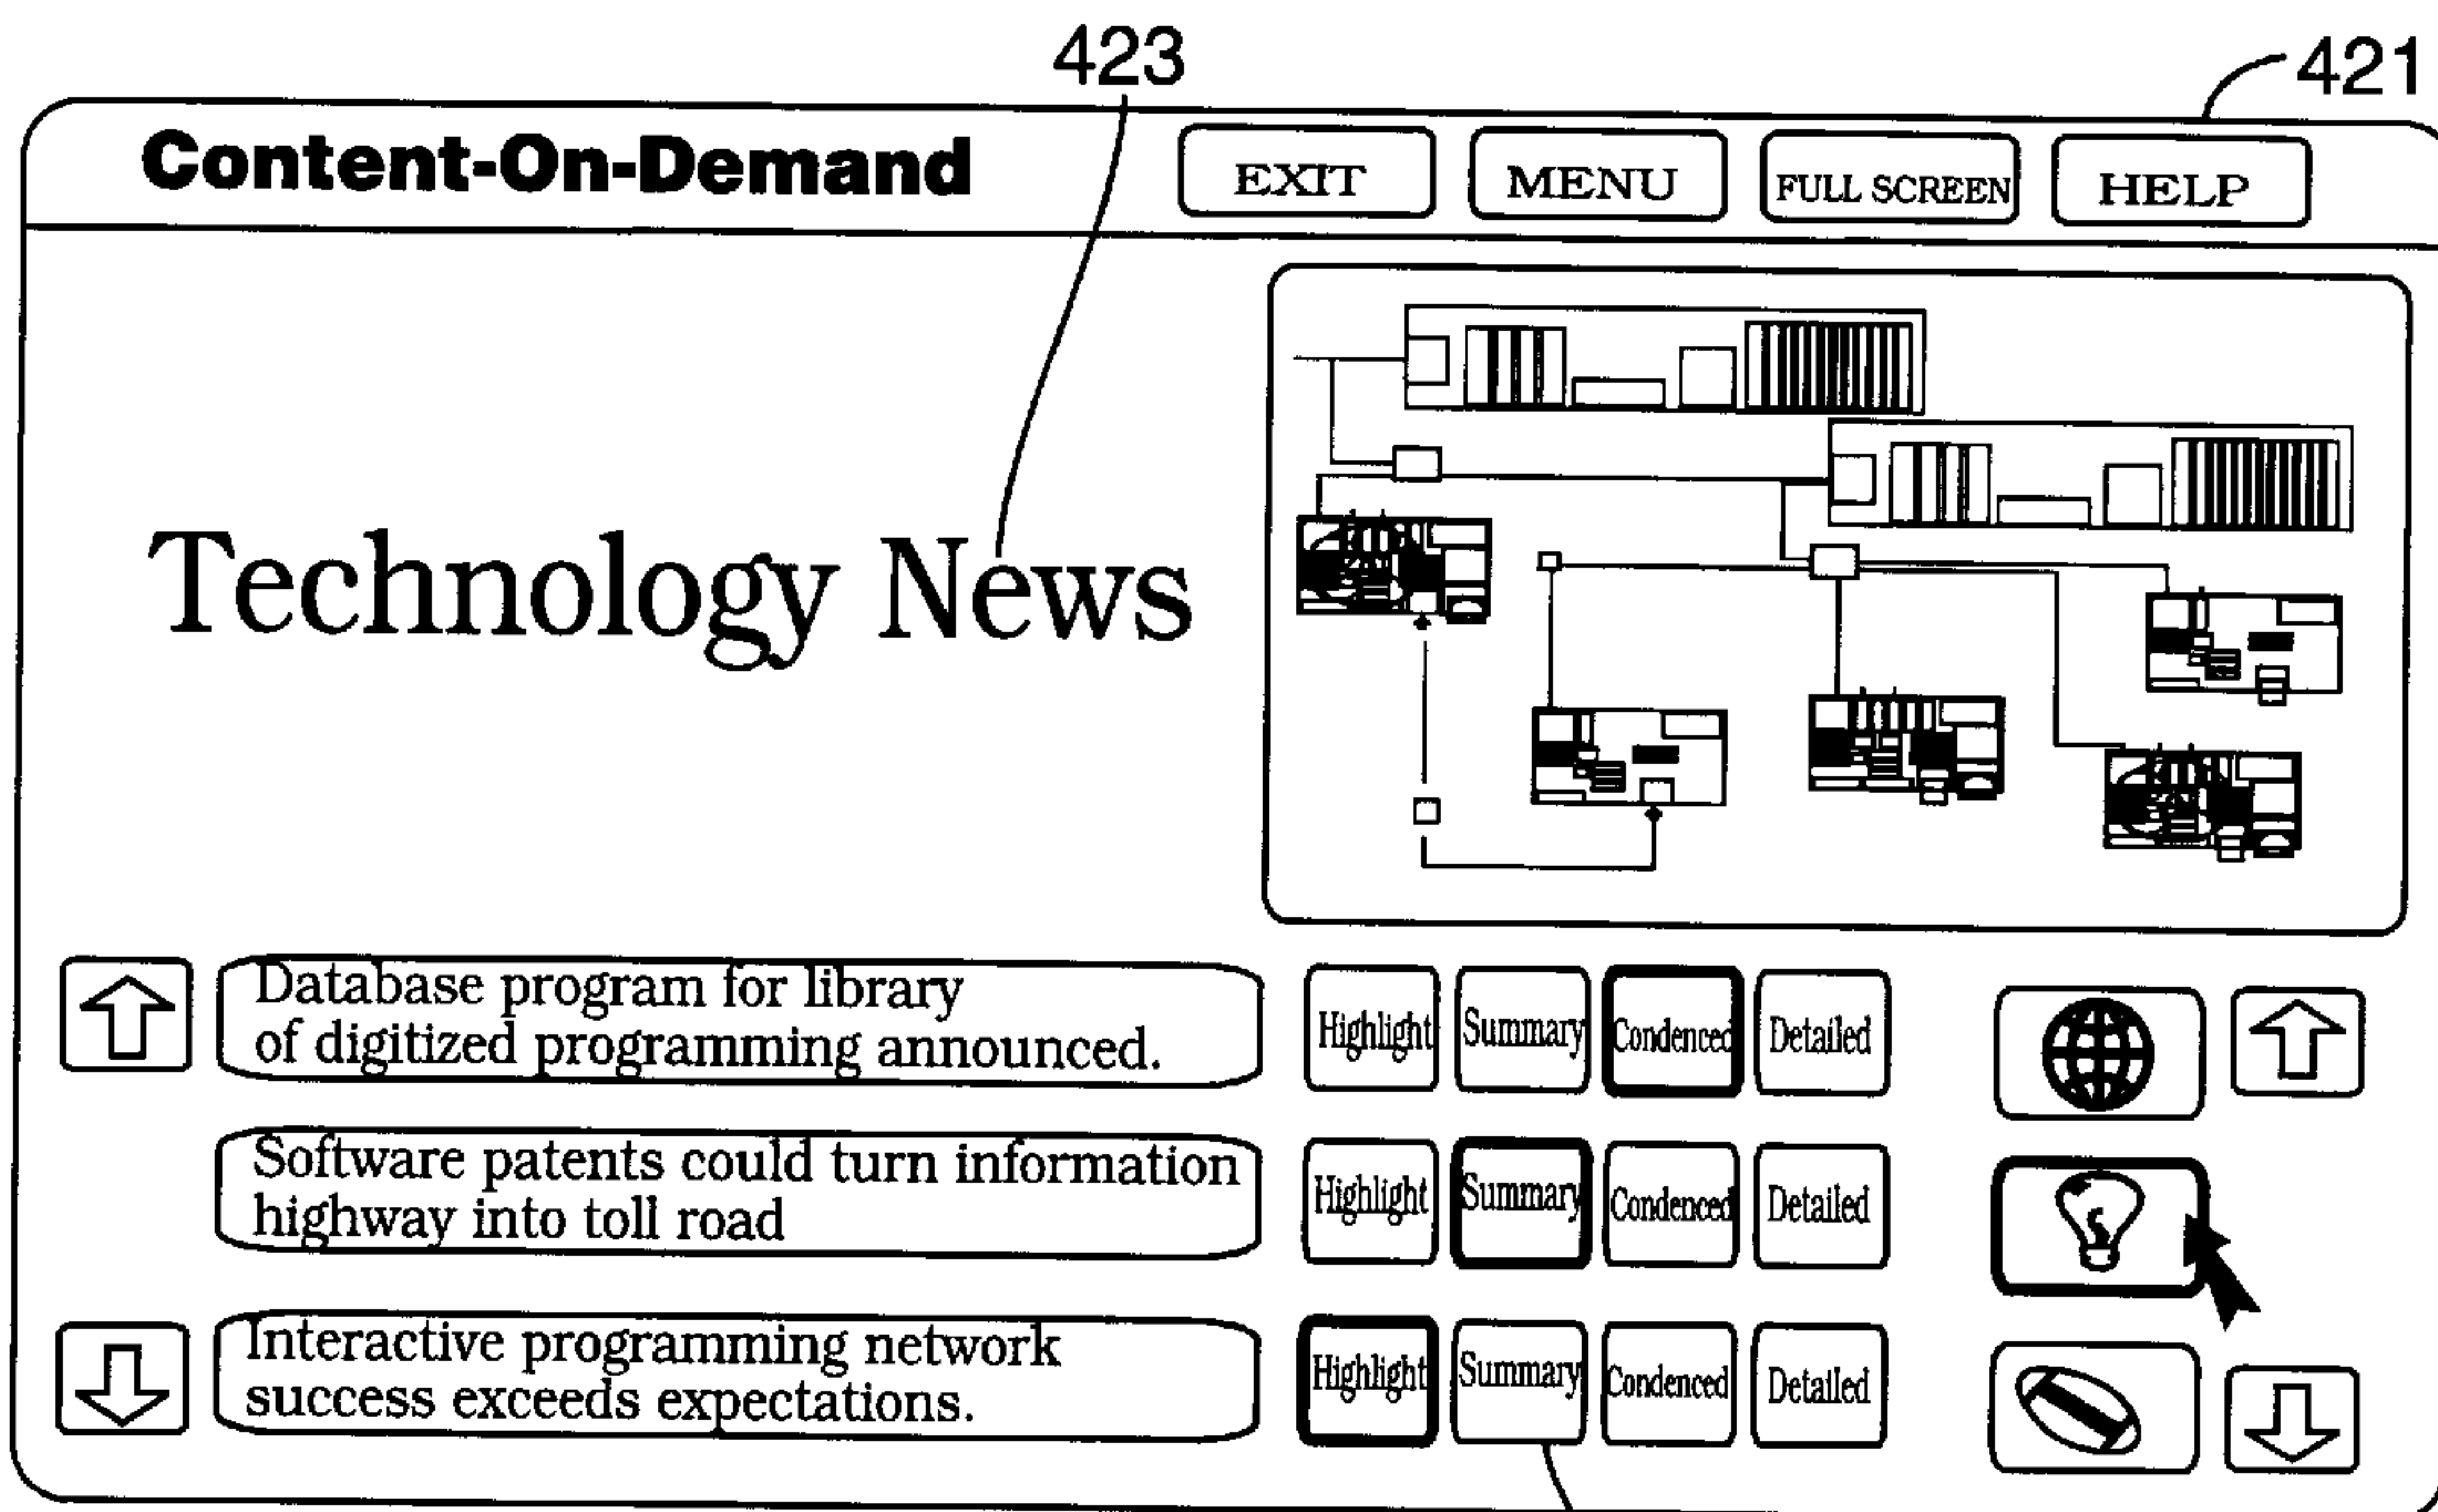 423
421
Content-On-Demand
EXIT
MENU
FULL SCREEN
HELP
Technology News
Database program for library
of digitized programming announced.
Highlight
Summary
Condenced
Detailed
Software patents could turn information
highway into toll road
Highlight
Summary
Condenced
Detailed
Interactive programming network
success exceeds expectations.
Highlight
Summary
Condenced
Detailed